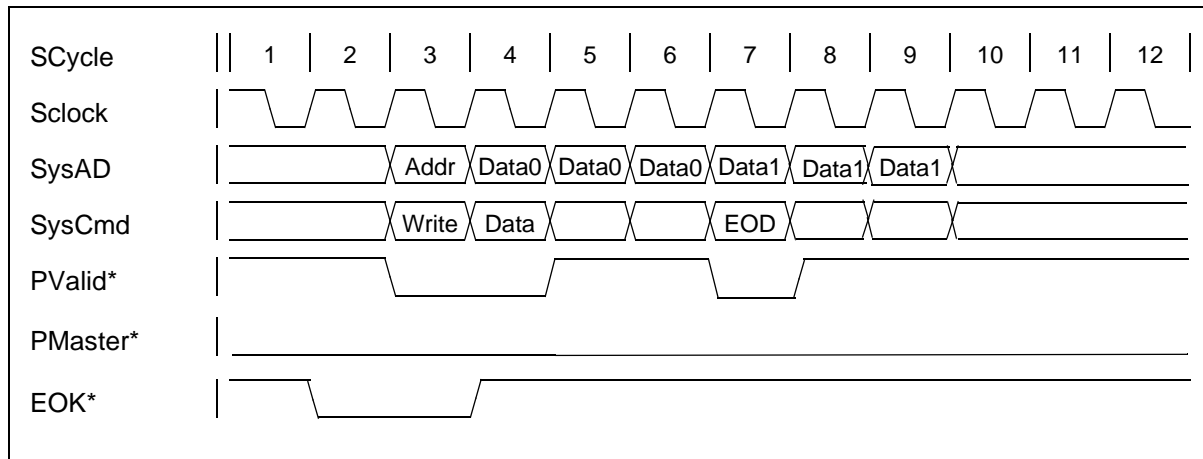 SCycle 1 2 3 4 5 6 7 8 9 10 11 12
Sclock
SysAD Addr Data0 Data0 Data0 Data1 Data1 Data1
SysCmd Write Data EOD
PValid*
PMaster*
EOK*